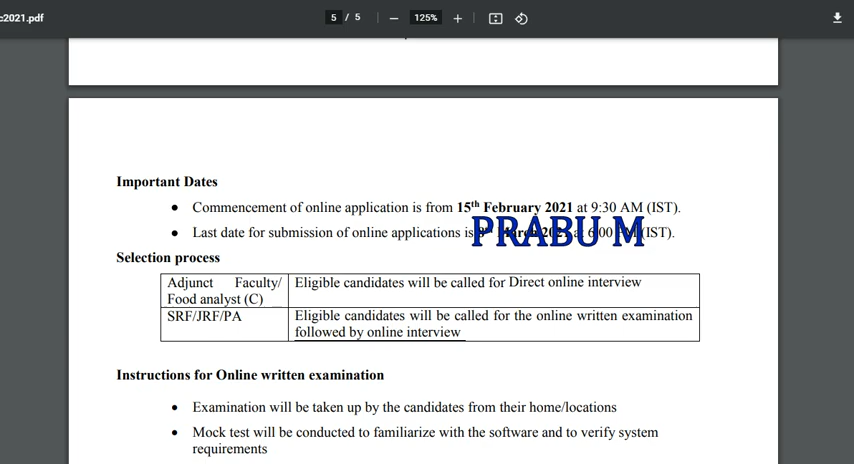 c2021.pdf
5 / 5
125%
Important Dates
• Commencement of online application is from 15th February 2021 at 9:30 AM (IST).
• Last date for submission of online applications is March 2021 at 6:00 (IST).
PRABU M
Selection process
Adjunct Faculty/ Eligible candidates will be called for Direct online interview
Food analyst (C)
SRF/JRF/PA Eligible candidates will be called for the online written examination
followed by online interview
Instructions for Online written examination
• Examination will be taken up by the candidates from their home/locations
• Mock test will be conducted to familiarize with the software and to verify system
requirements